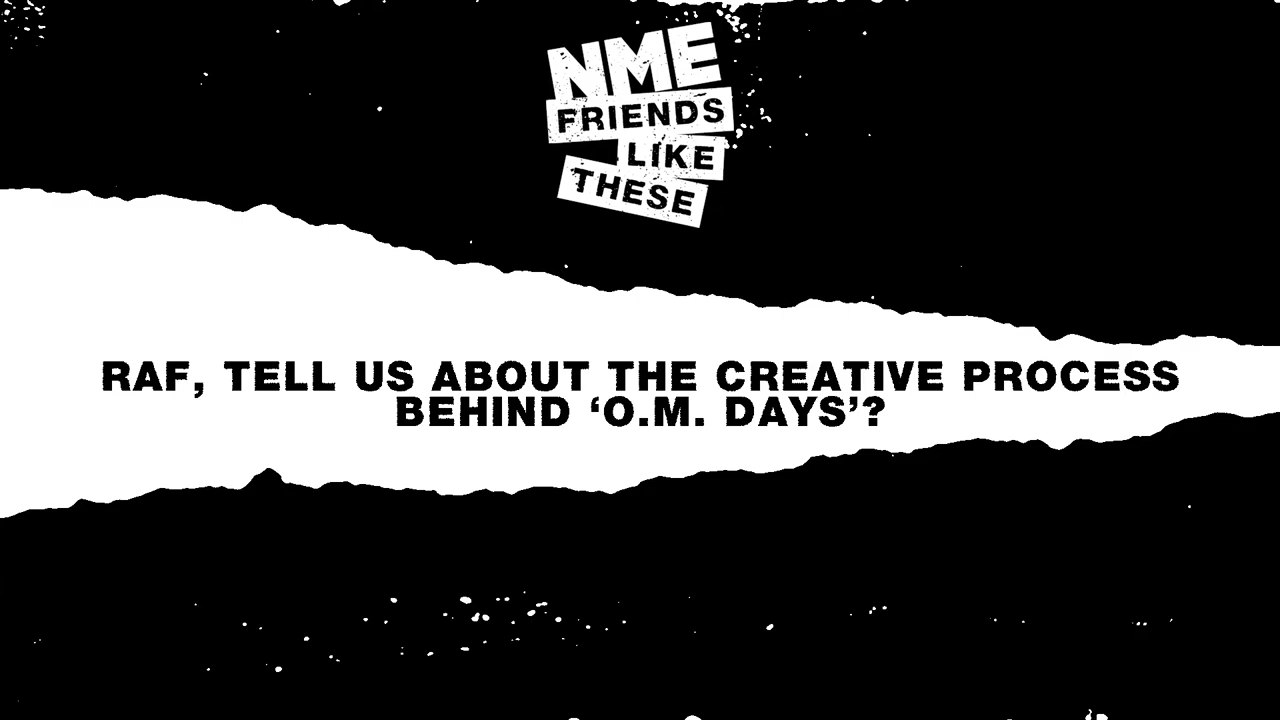 NME
FRIENDS
LIKE
THESE
RAF, TELL US ABOUT THE CREATIVE PROCESS
BEHIND ‘O.M. DAYS’?